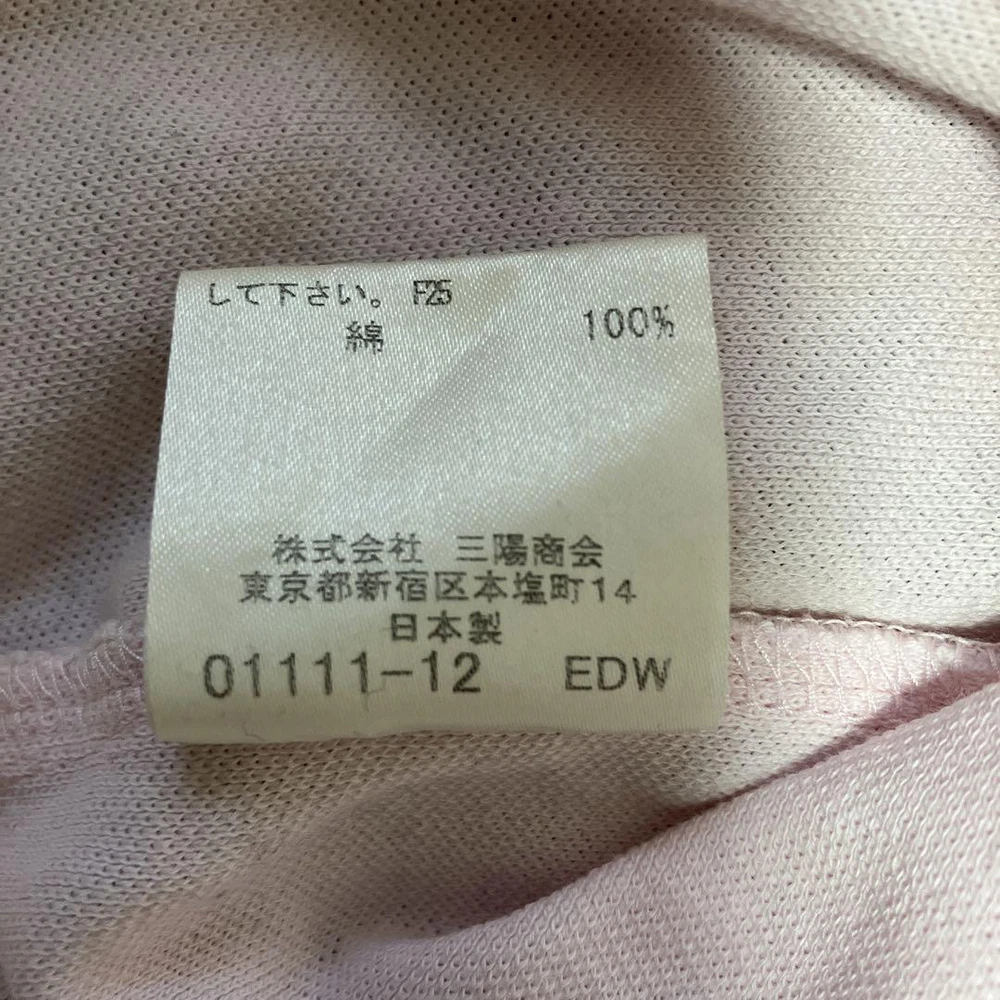 して下さい。 F25
綿 100%
株式会社 三陽商会
東京都新宿区本塩町14
日本製
01111-12 EDW